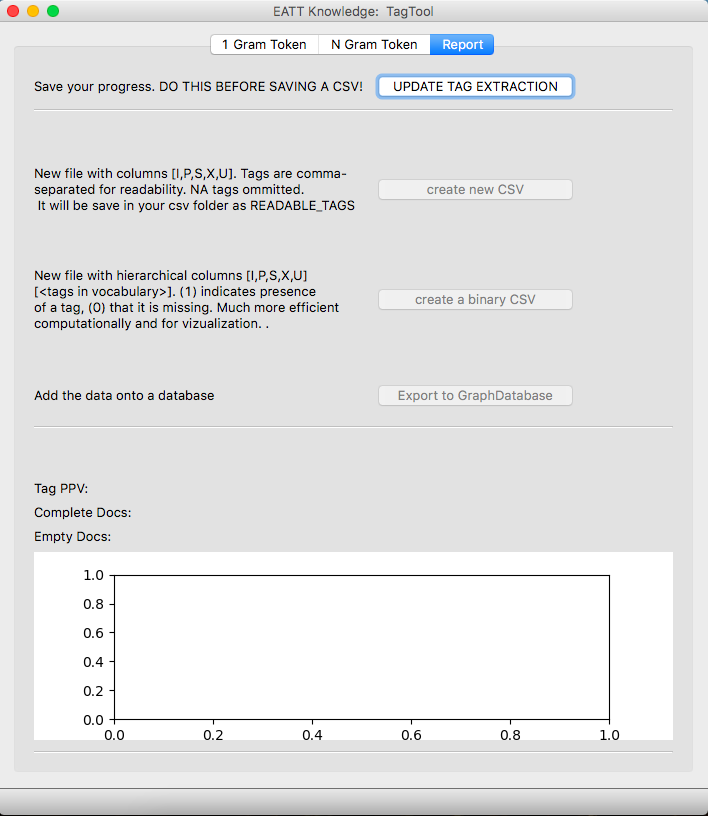 EATT Knowledge:  TagTool
1 Gram Token N Gram Token Report
Save your progress. DO THIS BEFORE SAVING A CSV! UPDATE TAG EXTRACTION
New file with columns [I,P,S,X,U]. Tags are comma-
separated for readability. NA tags ommitted.
It will be save in your csv folder as READABLE_TAGS
create new CSV
New file with hierarchical columns [I,P,S,X,U]
[<tags in vocabulary>]. (1) indicates presence
of a tag, (0) that it is missing. Much more efficient
computationally and for vizualization. .
create a binary CSV
Add the data onto a database Export to GraphDatabase
Tag PPV:
Complete Docs:
Empty Docs:
1.0
0.8
0.6
0.4
0.2
0.0
0.0 0.2 0.4 0.6 0.8 1.0